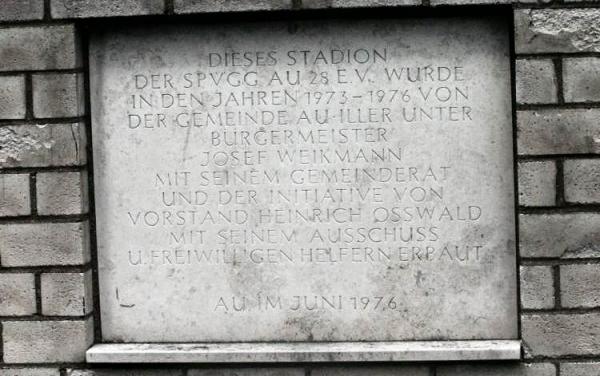 DIESES STADION
DER SPVGG AU 28 E.V. WURDE
IN DEN JAHREN 1973–1976 VON
DER GEMEINDE AU·ILLER UNTER
BÜRGERMEISTER
JOSEF WEIKMANN
MIT SEINEM GEMEINDERAT
UND DER INITIATIVE VON
VORSTAND HEINRICH OSSWALD
MIT SEINEM AUSSCHUSS
U. FREIWILLIGEN HELFERN ERBAUT
AU, IM JUNI 1976